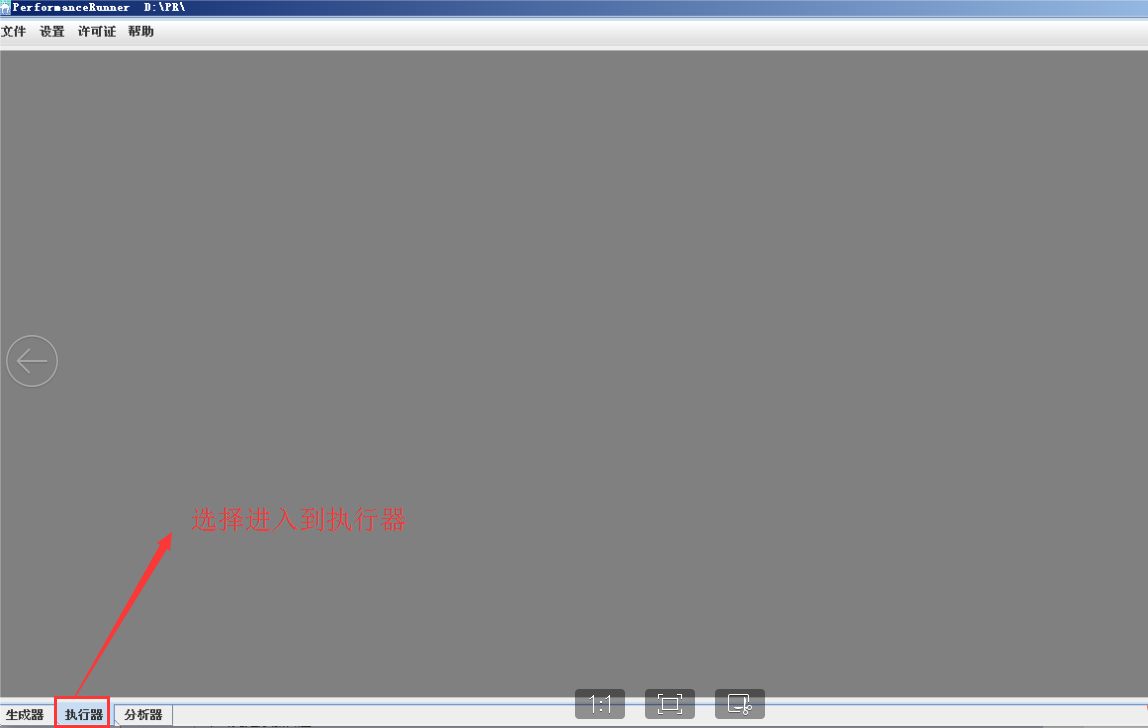 PerformanceRunner D:\PR\
文件 设置 许可证 帮助
选择进入到执行器
生成器 执行器 分析器
1:1